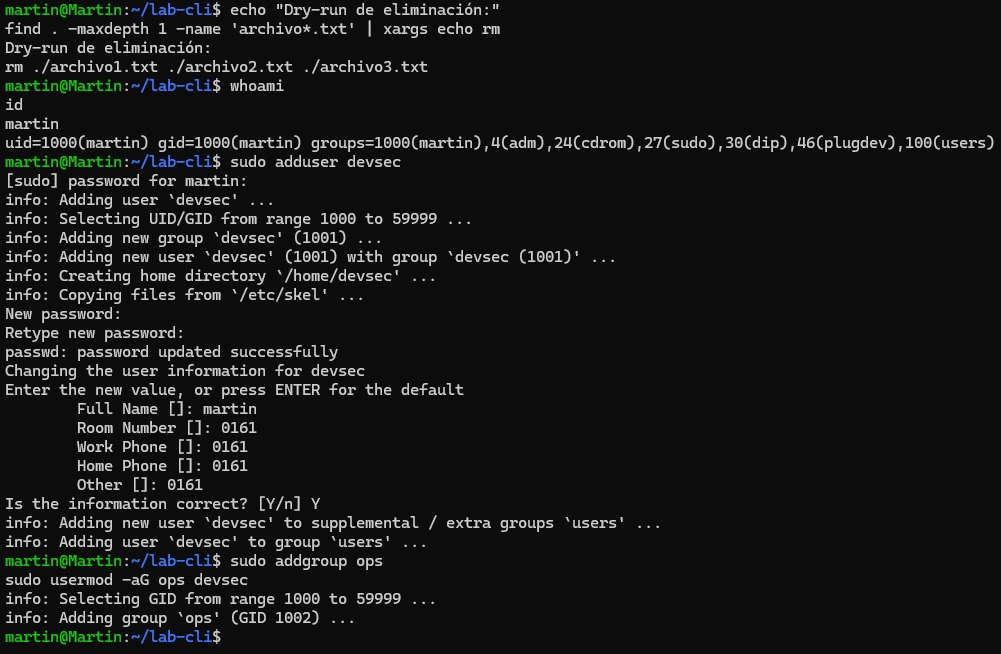 martin@Martin:~/lab-cli$ echo "Dry-run de eliminación:"
find . -maxdepth 1 -name 'archivo*.txt' | xargs echo rm
Dry-run de eliminación:
rm ./archivo1.txt ./archivo2.txt ./archivo3.txt
martin@Martin:~/lab-cli$ whoami
id
martin
uid=1000(martin) gid=1000(martin) groups=1000(martin),4(adm),24(cdrom),27(sudo),30(dip),46(plugdev),100(users)
martin@Martin:~/lab-cli$ sudo adduser devsec
[sudo] password for martin:
info: Adding user `devsec' ...
info: Selecting UID/GID from range 1000 to 59999 ...
info: Adding new group `devsec' (1001) ...
info: Adding new user `devsec' (1001) with group `devsec (1001)' ...
info: Creating home directory `/home/devsec' ...
info: Copying files from `/etc/skel' ...
New password:
Retype new password:
passwd: password updated successfully
Changing the user information for devsec
Enter the new value, or press ENTER for the default
        Full Name []: martin
        Room Number []: 0161
        Work Phone []: 0161
        Home Phone []: 0161
        Other []: 0161
Is the information correct? [Y/n] Y
info: Adding new user `devsec' to supplemental / extra groups `users' ...
info: Adding user `devsec' to group `users' ...
martin@Martin:~/lab-cli$ sudo addgroup ops
sudo usermod -aG ops devsec
info: Selecting GID from range 1000 to 59999 ...
info: Adding group `ops' (GID 1002) ...
martin@Martin:~/lab-cli$